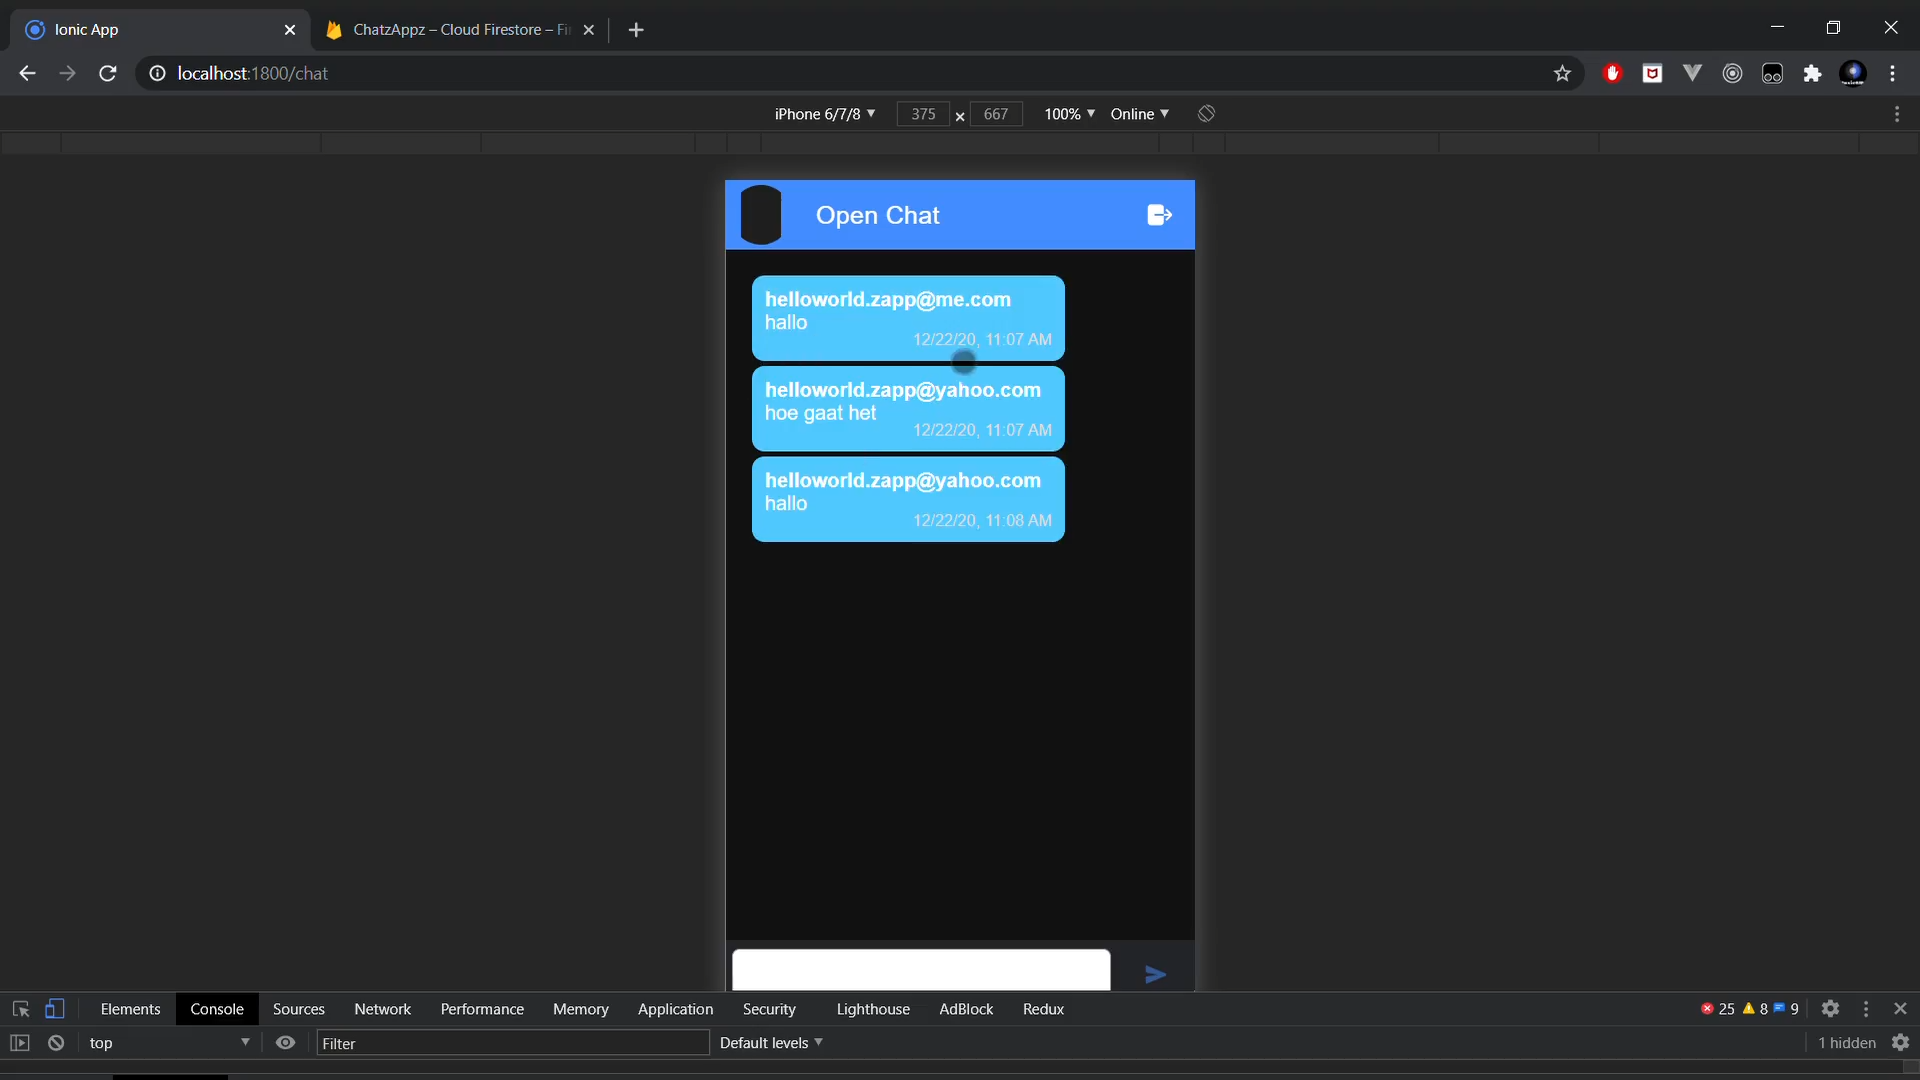 Ionic App
ChatzAppz – Cloud Firestore – Fi
localhost:1800/chat
iPhone 6/7/8
375
667
100%
Online
Open Chat
helloworld.zapp@me.com
hallo
12/22/20, 11:07 AM
helloworld.zapp@yahoo.com
hoe gaat het
12/22/20, 11:07 AM
helloworld.zapp@yahoo.com
hallo
12/22/20, 11:08 AM
Elements
Console
Sources
Network
Performance
Memory
Application
Security
Lighthouse
AdBlock
Redux
25
8
9
top
Filter
Default levels
1 hidden